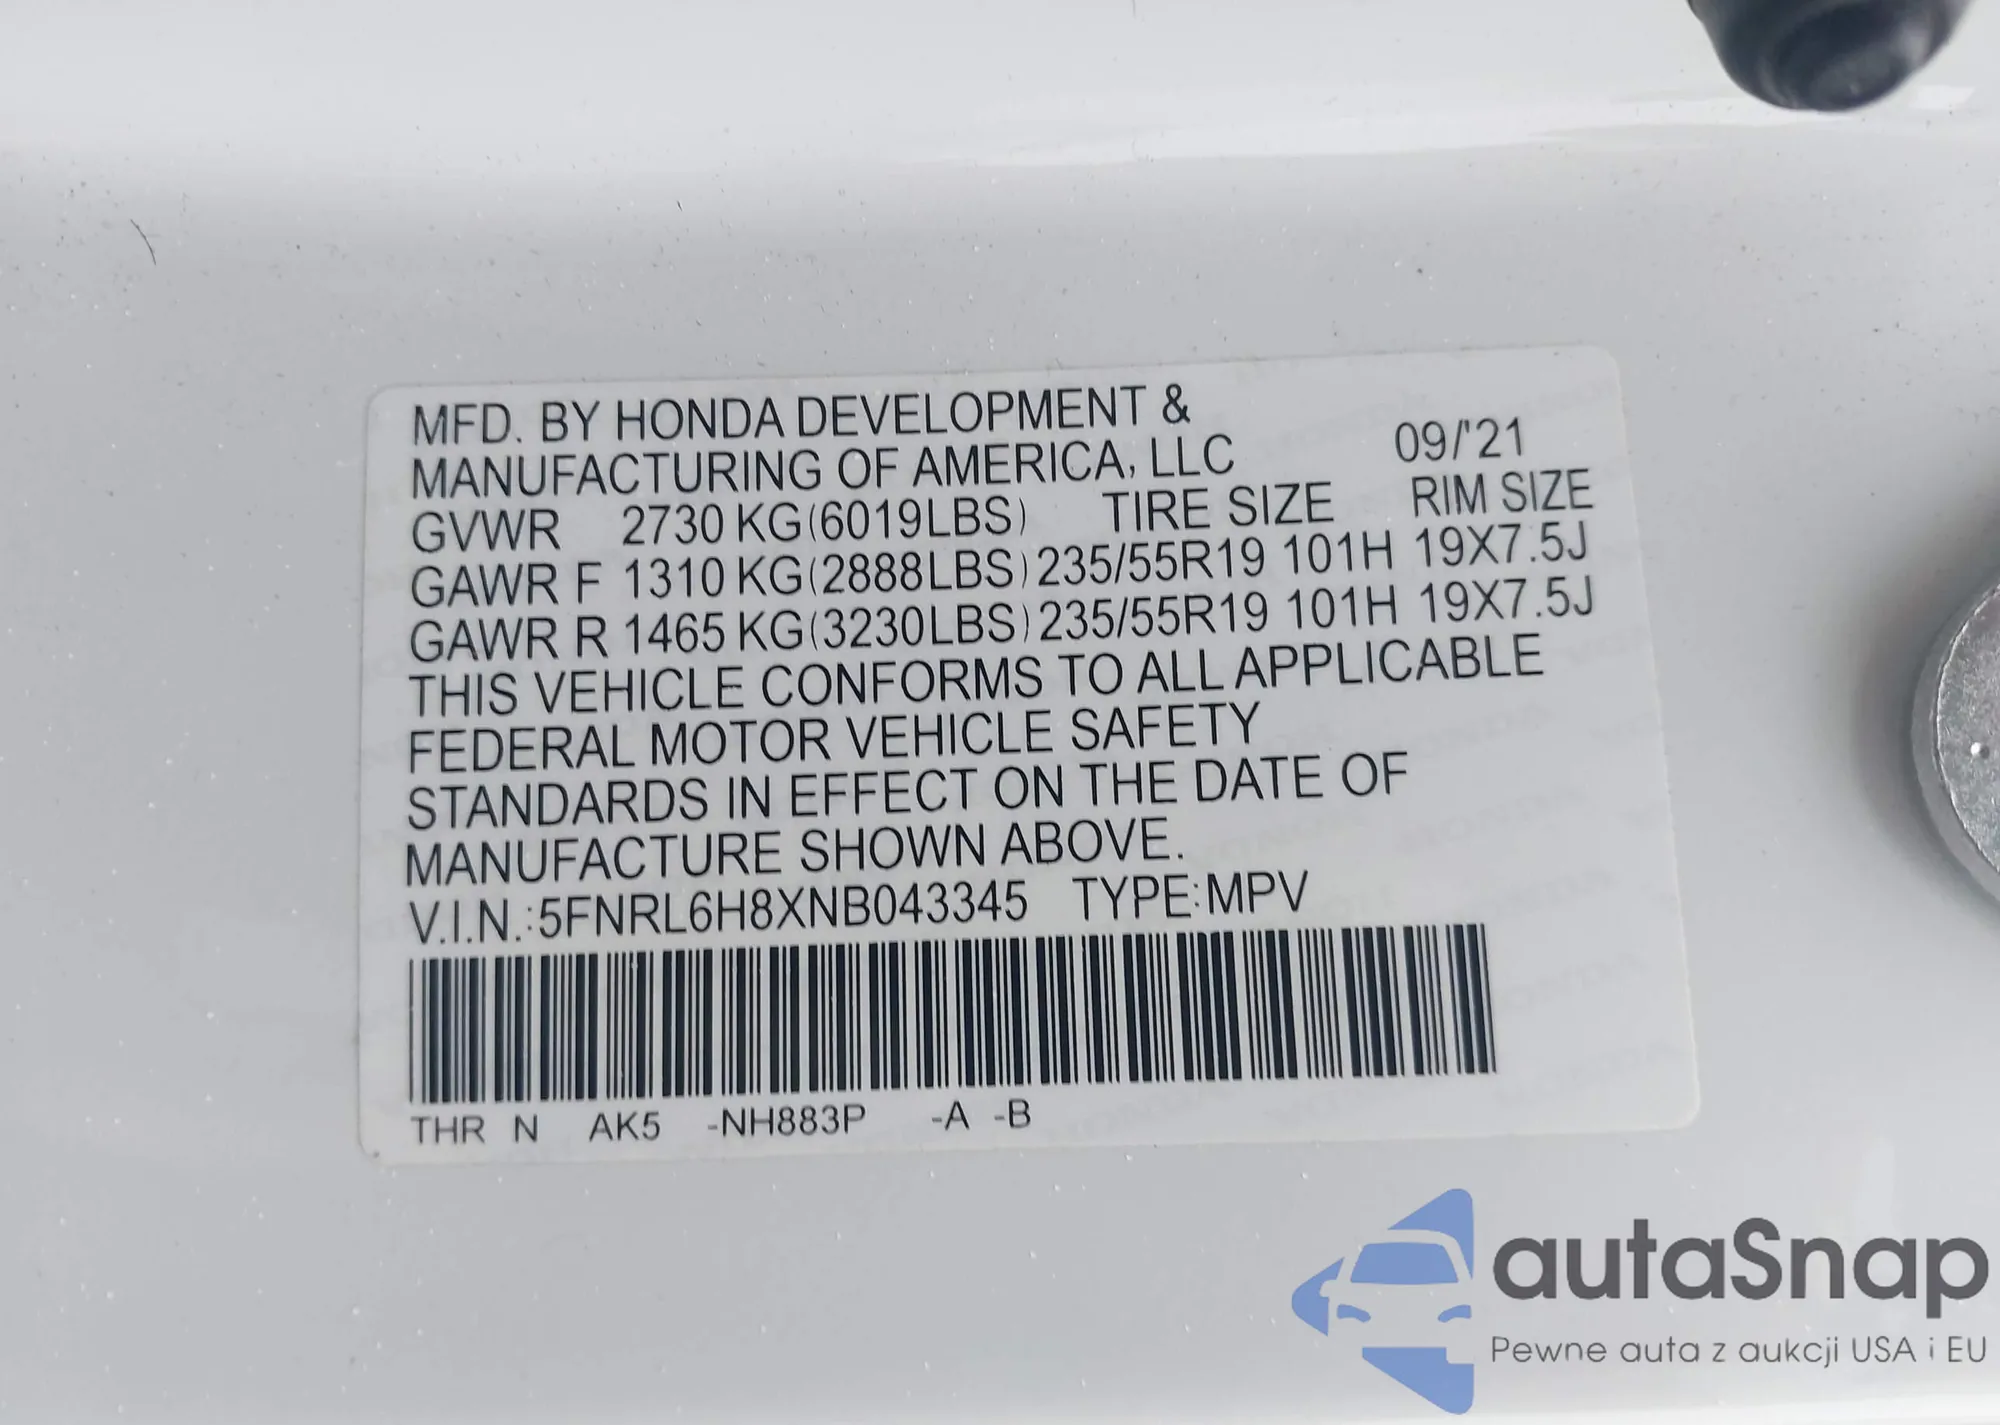 MFD. BY HONDA DEVELOPMENT &
MANUFACTURING OF AMERICA, LLC 09/'21
GVWR 2730 KG(6019LBS) TIRE SIZE RIM SIZE
GAWR F 1310 KG(2888LBS) 235/55R19 101H 19X7.5J
GAWR R 1465 KG(3230LBS) 235/55R19 101H 19X7.5J
THIS VEHICLE CONFORMS TO ALL APPLICABLE
FEDERAL MOTOR VEHICLE SAFETY
STANDARDS IN EFFECT ON THE DATE OF
MANUFACTURE SHOWN ABOVE.
V.I.N.:5FNRL6H8XNB043345 TYPE:MPV
THR N AK5 -NH883P -A -B
autaSnap
Pewne auta z aukcji USA i EU